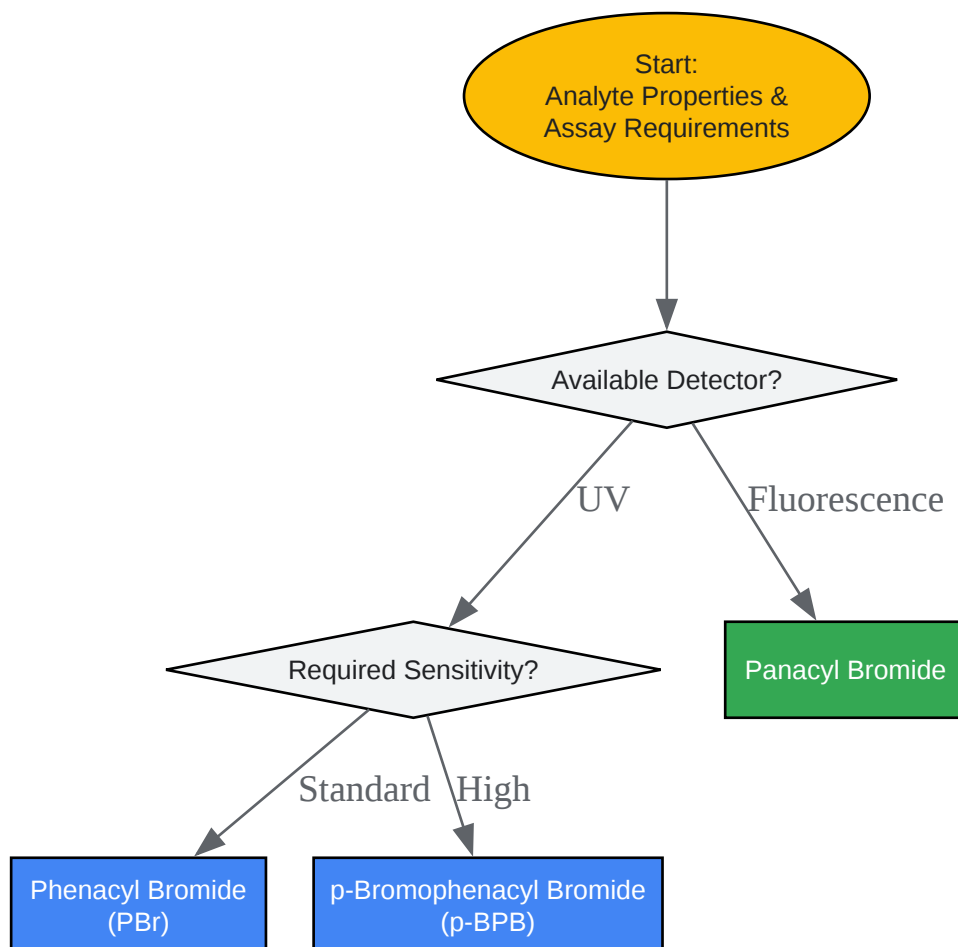 Start:
Analyte Properties &
Assay Requirements
Available Detector?
UV
Fluorescence
Required Sensitivity?
Panacyl Bromide
Standard
High
Phenacyl Bromide
(PBr)
p-Bromophenacyl Bromide
(p-BPB)